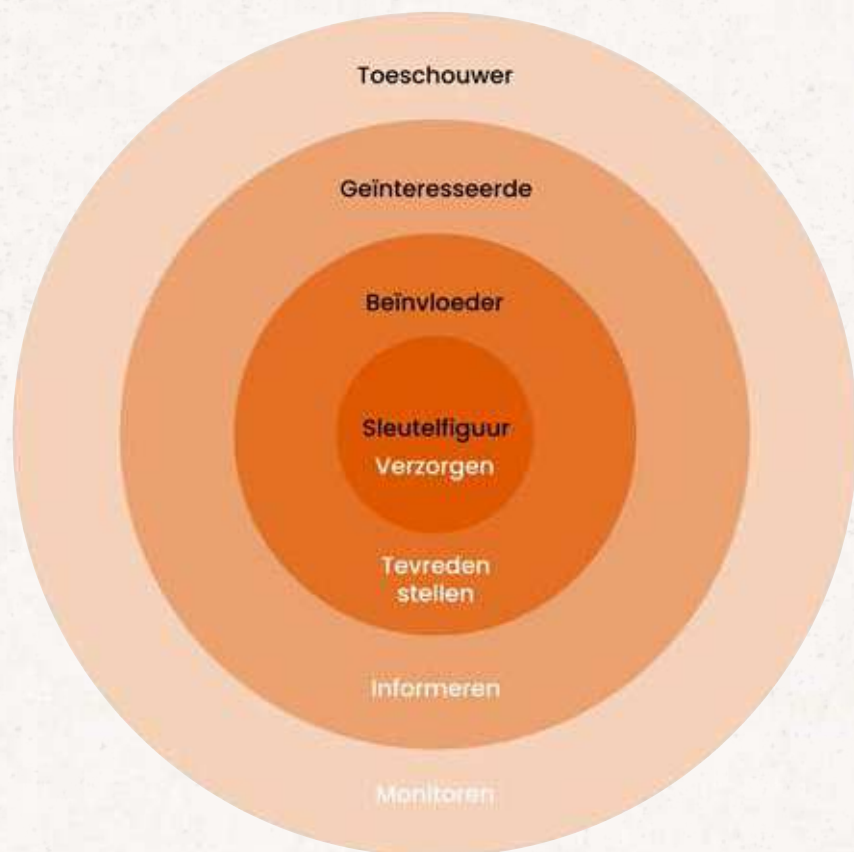 Toeschouwer
Geïnteresseerde
Beïnvloeder
Sleutelfiguur
Verzorgen
Tevreden
stellen
Informeren
Monitoren